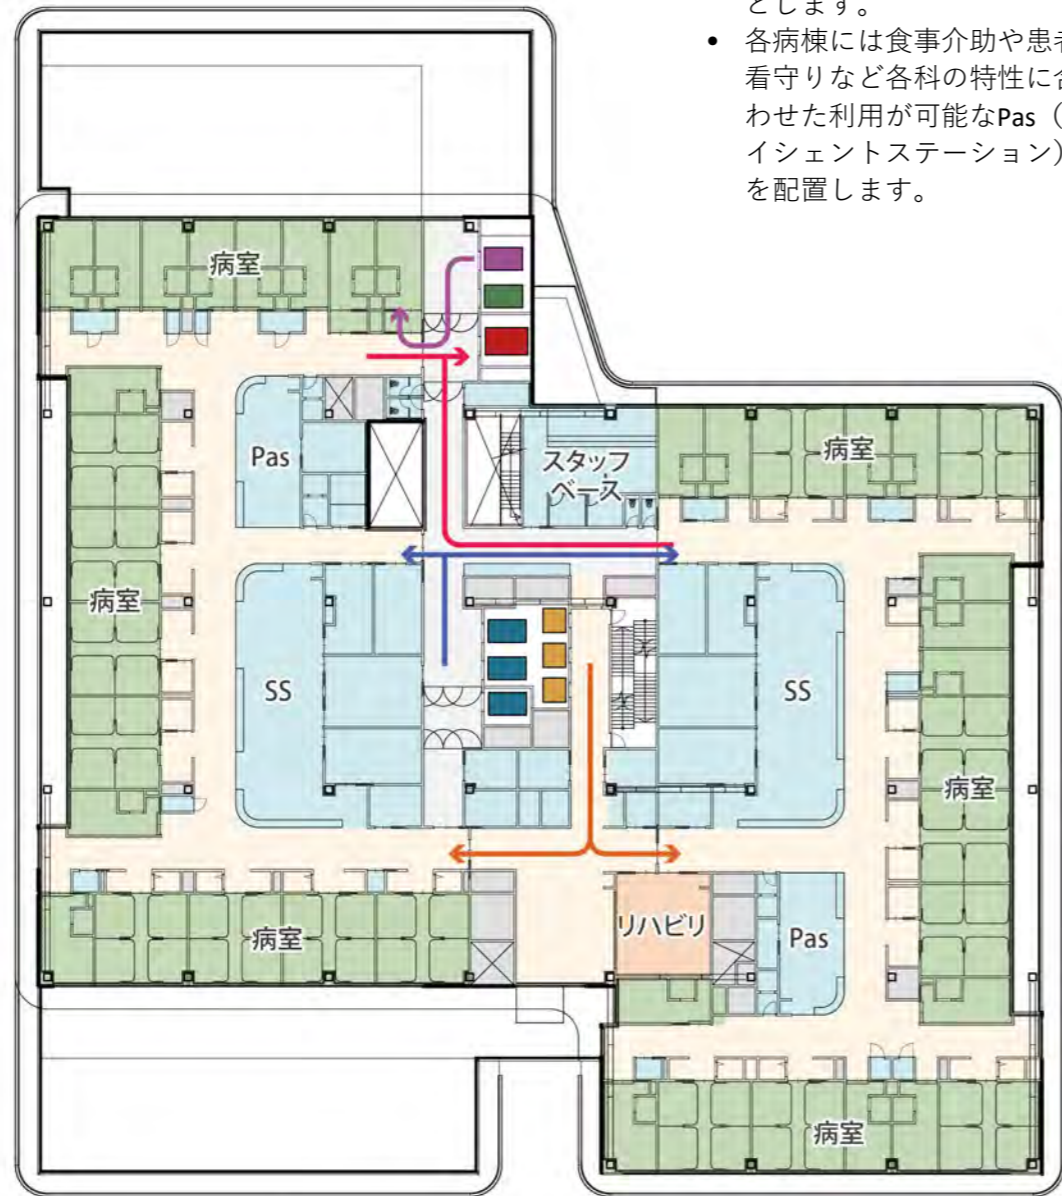 とします。
• 各病棟には食事介助や患者
看守りなど各科の特性に合
わせた利用が可能なPas（
イシェントステーション）
を配置します。
病室
Pas
スタッフ
ベース
病室
病室
SS
SS
病室
病室
リハビリ
Pas
病室